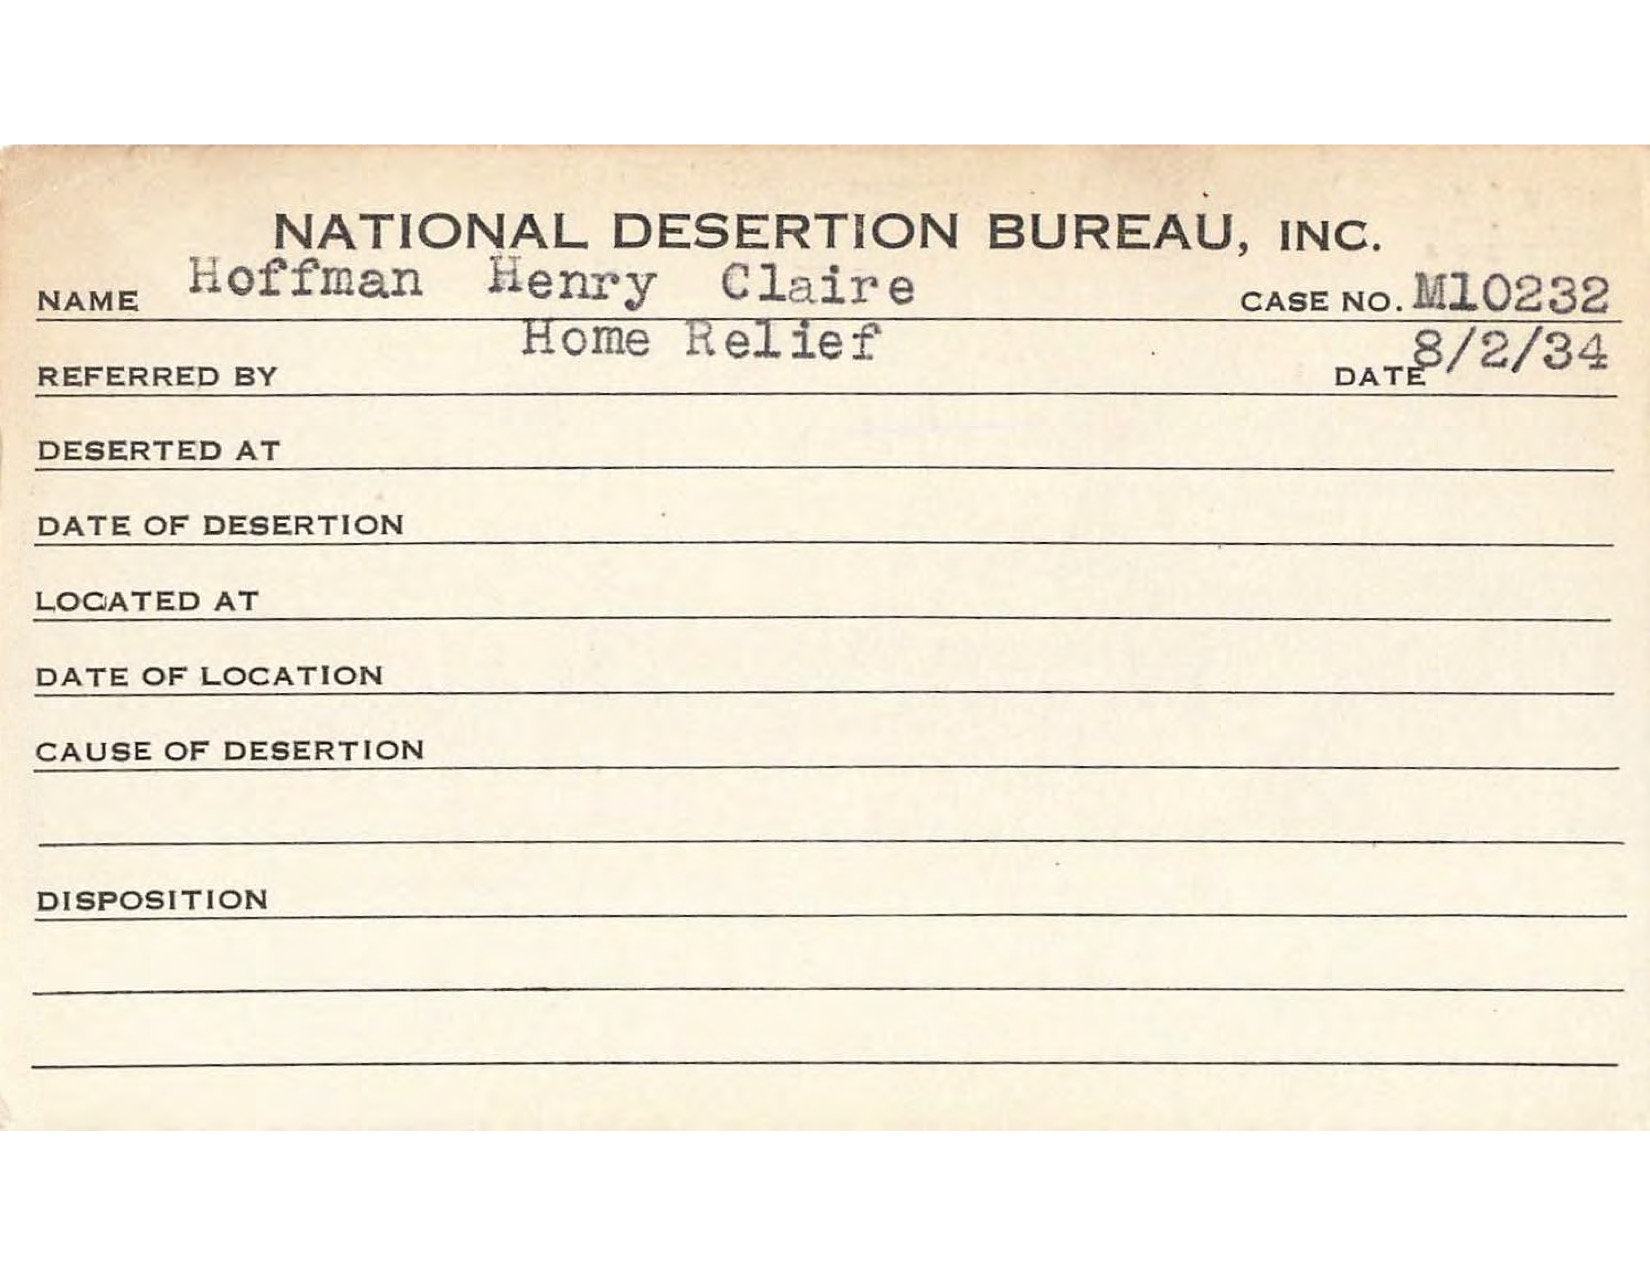 NATIONAL DESERTION BUREAU, INC.
NAME Hoffman Henry Claire CASE NO. M10232
REFERRED BY Home Relief DATE 8/2/34
DESERTED AT
DATE OF DESERTION
LOCATED AT
DATE OF LOCATION
CAUSE OF DESERTION
DISPOSITION